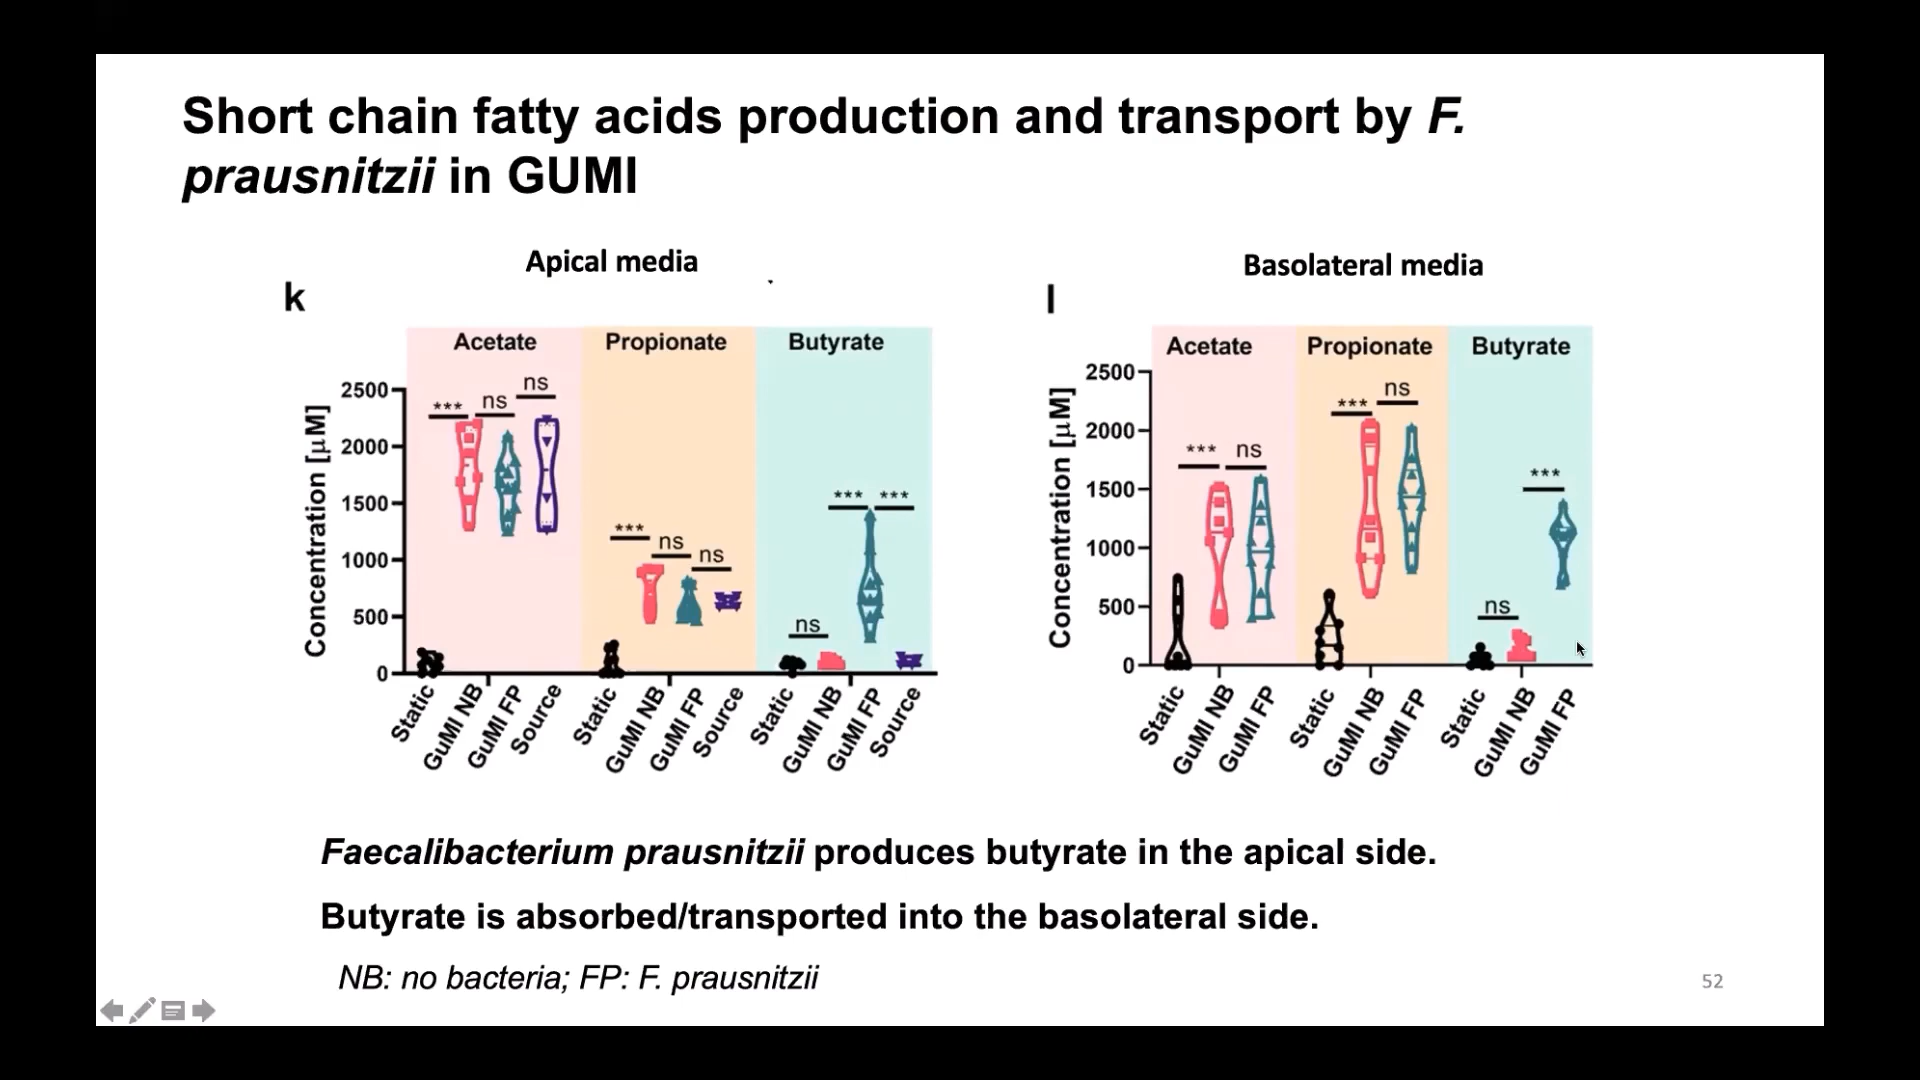 Short chain fatty acids production and transport by F.
prausnitzii in GUMI
Apical media
k
Acetate Propionate Butyrate
Concentration [µM]
2500
2000
1500
1000
500
0
*** ns ns
*** ns ns
ns *** ***
Static GuMI NB GuMI FP Source
Static GuMI NB GuMI FP Source
Static GuMI NB GuMI FP Source
Basolateral media
l
Acetate Propionate Butyrate
Concentration [µM]
2500
2000
1500
1000
500
0
*** ns
*** ns
ns ***
Static GuMI NB GuMI FP
Static GuMI NB GuMI FP
Static GuMI NB GuMI FP
Faecalibacterium prausnitzii produces butyrate in the apical side.
Butyrate is absorbed/transported into the basolateral side.
NB: no bacteria; FP: F. prausnitzii
52